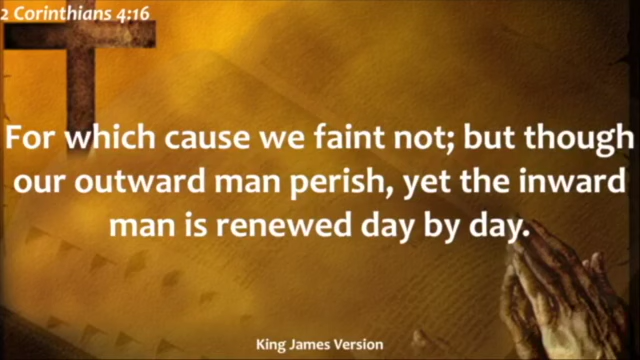 2 Corinthians 4:16
For which cause we faint not; but though
our outward man perish, yet the inward
man is renewed day by day.
King James Version